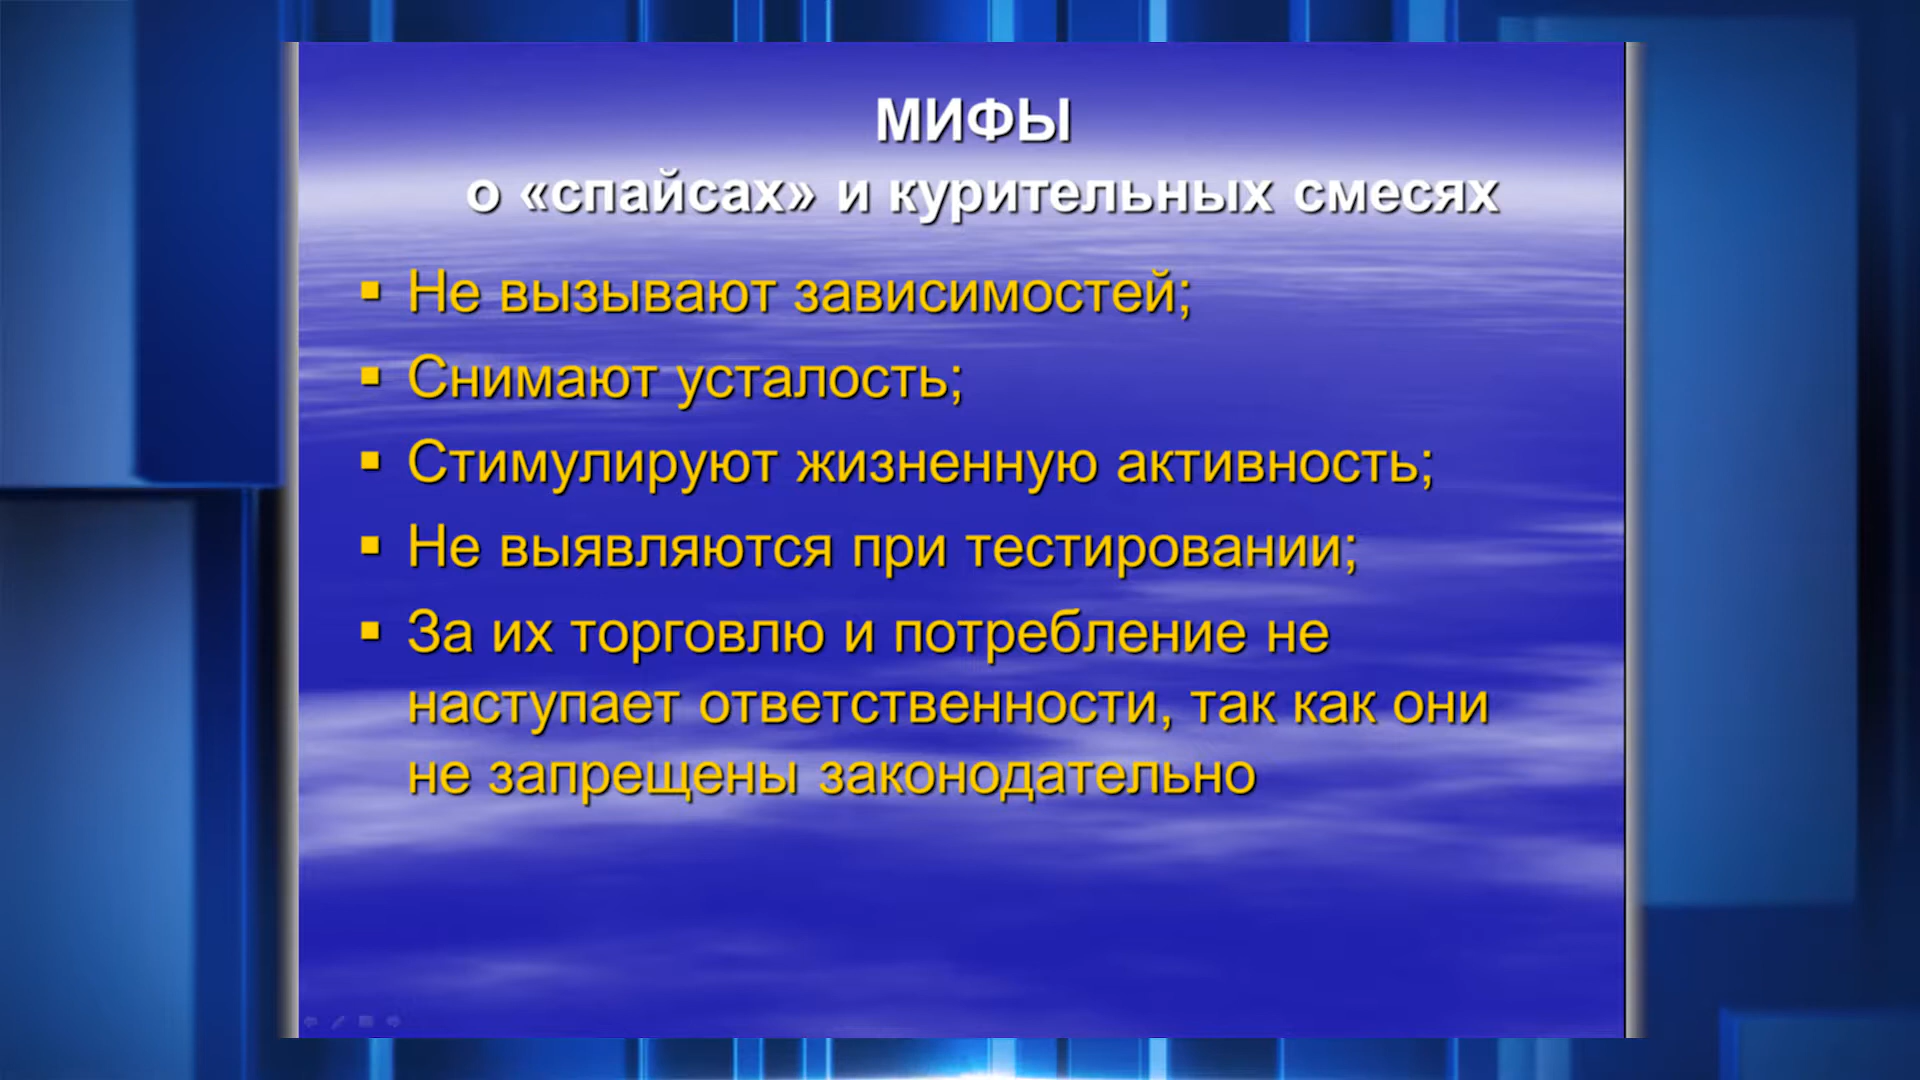 МИФЫ
о «спайсах» и курительных смесях
Не вызывают зависимостей;
Снимают усталость;
Стимулируют жизненную активность;
Не выявляются при тестировании;
За их торговлю и потребление не
наступает ответственности, так как они
не запрещены законодательно